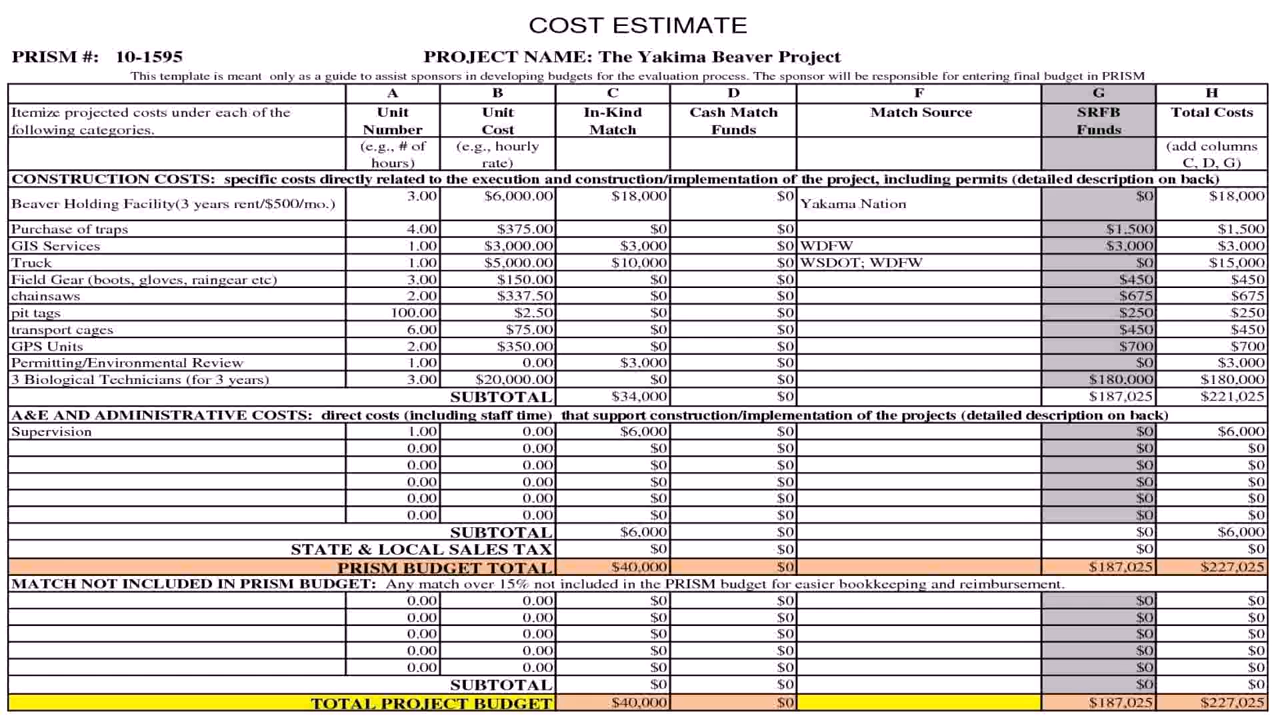 COST ESTIMATE
PRISM #: 10-1595 PROJECT NAME: The Yakima Beaver Project
This template is meant only as a guide to assist sponsors in developing budgets for the evaluation process. The sponsor will be responsible for entering final budget in PRISM
A B C D F G H
Itemize projected costs under each of the Unit Unit In-Kind Cash Match Match Source SRFB Total Costs
following categories. Number Cost Match Funds Funds
(e.g., # of (e.g., hourly (add columns
hours) rate) C, D, G)
CONSTRUCTION COSTS: specific costs directly related to the execution and construction/implementation of the project, including permits (detailed description on back)
Beaver Holding Facility(3 years rent/$500/mo.) 3.00 $6,000.00 $18,000 $0 Yakama Nation $0 $18,000
Purchase of traps 4.00 $375.00 $0 $0 $1,500 $1,500
GIS Services 1.00 $3,000.00 $3,000 $0 WDFW $3,000 $3,000
Truck 1.00 $5,000.00 $10,000 $0 WSDOT; WDFW $0 $15,000
Field Gear (boots, gloves, raingear etc) 3.00 $150.00 $0 $0 $450 $450
chainsaws 2.00 $337.50 $0 $0 $675 $675
pit tags 100.00 $2.50 $0 $0 $250 $250
transport cages 6.00 $75.00 $0 $0 $450 $450
GPS Units 2.00 $350.00 $0 $0 $700 $700
Permitting/Environmental Review 1.00 0.00 $3,000 $0 $0 $3,000
3 Biological Technicians (for 3 years) 3.00 $20,000.00 $0 $0 $180,000 $180,000
SUBTOTAL $34,000 $0 $187,025 $221,025
A&E AND ADMINISTRATIVE COSTS: direct costs (including staff time) that support construction/implementation of the projects (detailed description on back)
Supervision 1.00 0.00 $6,000 $0 $0 $6,000
0.00 0.00 $0 $0 $0 $0
0.00 0.00 $0 $0 $0 $0
0.00 0.00 $0 $0 $0 $0
0.00 0.00 $0 $0 $0 $0
0.00 0.00 $0 $0 $0 $0
SUBTOTAL $6,000 $0 $0 $6,000
STATE & LOCAL SALES TAX $0 $0 $0 $0
PRISM BUDGET TOTAL $40,000 $0 $187,025 $227,025
MATCH NOT INCLUDED IN PRISM BUDGET: Any match over 15% not included in the PRISM budget for easier bookkeeping and reimbursement.
0.00 0.00 $0 $0 $0 $0
0.00 0.00 $0 $0 $0 $0
0.00 0.00 $0 $0 $0 $0
0.00 0.00 $0 $0 $0 $0
0.00 0.00 $0 $0 $0 $0
SUBTOTAL $0 $0 $0 $0
TOTAL PROJECT BUDGET $40,000 $0 $187,025 $227,025